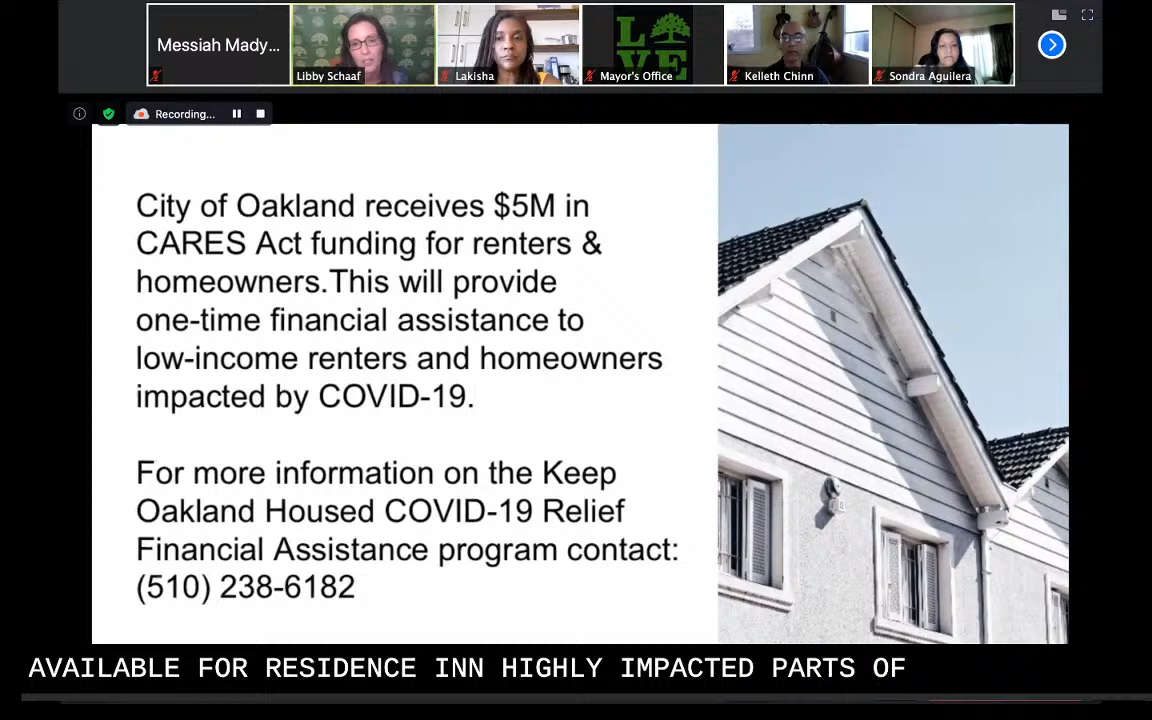 Messiah Mady...
Libby Schaaf
Lakisha
LOVE
Mayor's Office
Kelleth Chinn
Sondra Aguilera
Recording...
City of Oakland receives $5M in
CARES Act funding for renters &
homeowners.This will provide
one-time financial assistance to
low-income renters and homeowners
impacted by COVID-19.
For more information on the Keep
Oakland Housed COVID-19 Relief
Financial Assistance program contact:
(510) 238-6182
AVAILABLE FOR RESIDENCE INN HIGHLY IMPACTED PARTS OF